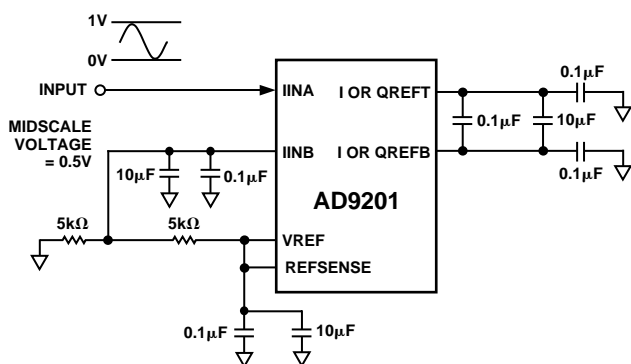 1V
0V
INPUT
IINA
I OR QREFT
0.1µF
MIDSCALE
VOLTAGE
= 0.5V
0.1µF
10µF
IINB
I OR QREFB
10µF
0.1µF
0.1µF
AD9201
5kΩ
5kΩ
VREF
REFSENSE
0.1µF
10µF